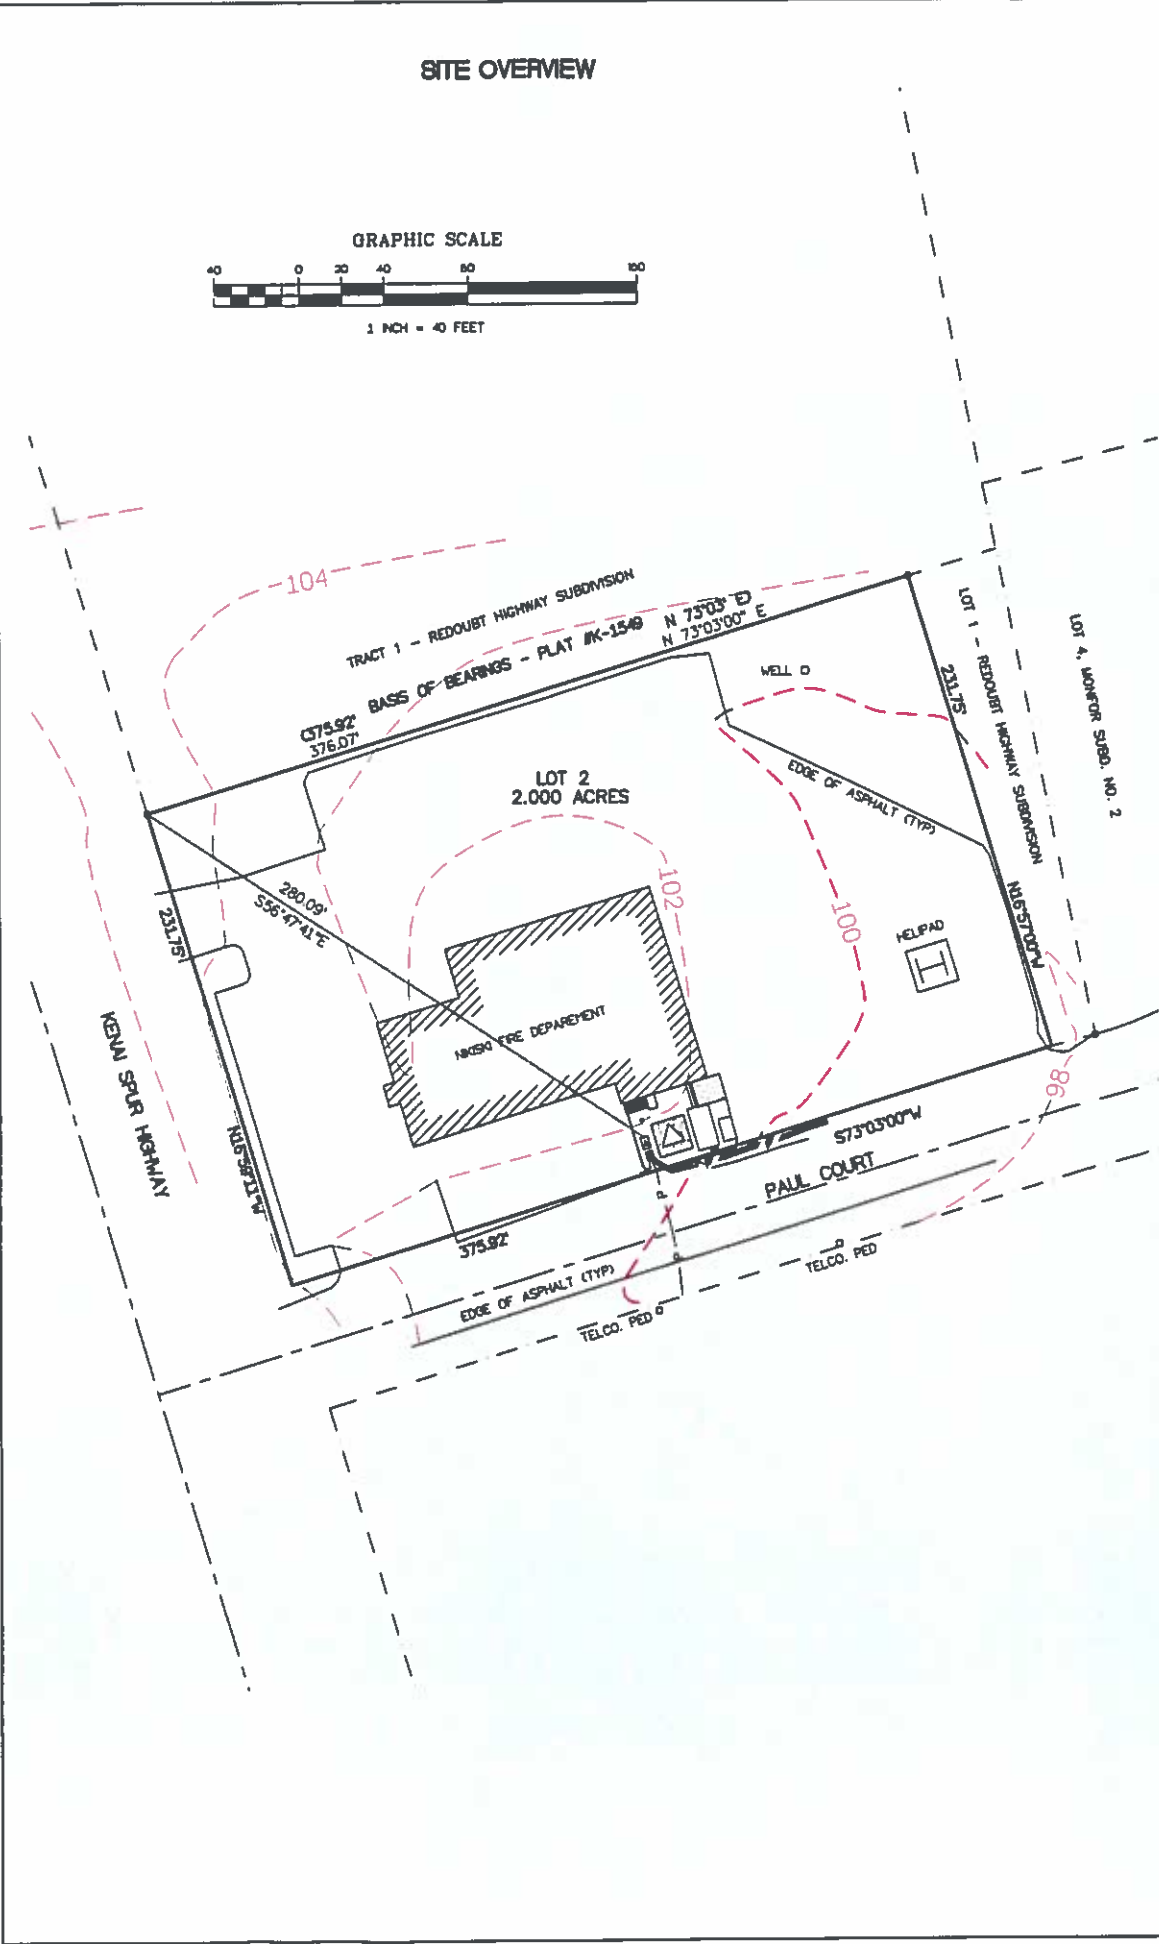 SITE OVERVIEW
GRAPHIC SCALE
40 0 20 40 80 160
1 INCH = 40 FEET
104
TRACT 1 - REDOUBT HIGHWAY SUBDIVISION
BASIS OF BEARINGS - PLAT #K-1549
N 73°03' E)
N 73°03'00" E
(375.92'
376.07'
WELL
231.75'
LOT 1 - REDOUBT HIGHWAY SUBDIVISION
LOT 4, MONFOR SUBD. NO. 2
LOT 2
2.000 ACRES
EDGE OF ASPHALT (TYP)
102
100
280.09'
S56°47'41"E
231.75'
HELIPAD
N16°57'00"W
NIKISKI FIRE DEPAREMENT
KENAI SPUR HIGHWAY
N16°59'11"W
98
S73°03'00"W
PAUL COURT
P
375.92'
EDGE OF ASPHALT (TYP)
TELCO. PED
TELCO. PED